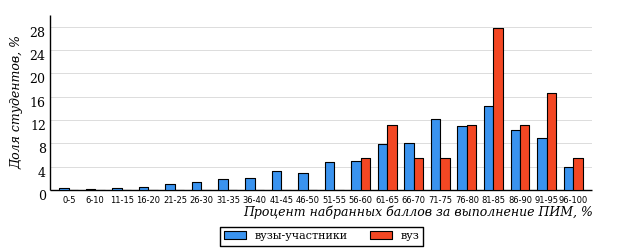 Доля студентов, %
28
24
20
16
12
8
4
0
0-5 6-10 11-15 16-20 21-25 26-30 31-35 36-40 41-45 46-50 51-55 56-60 61-65 66-70 71-75 76-80 81-85 86-90 91-95 96-100
Процент набранных баллов за выполнение ПИМ, %
вузы-участники вуз